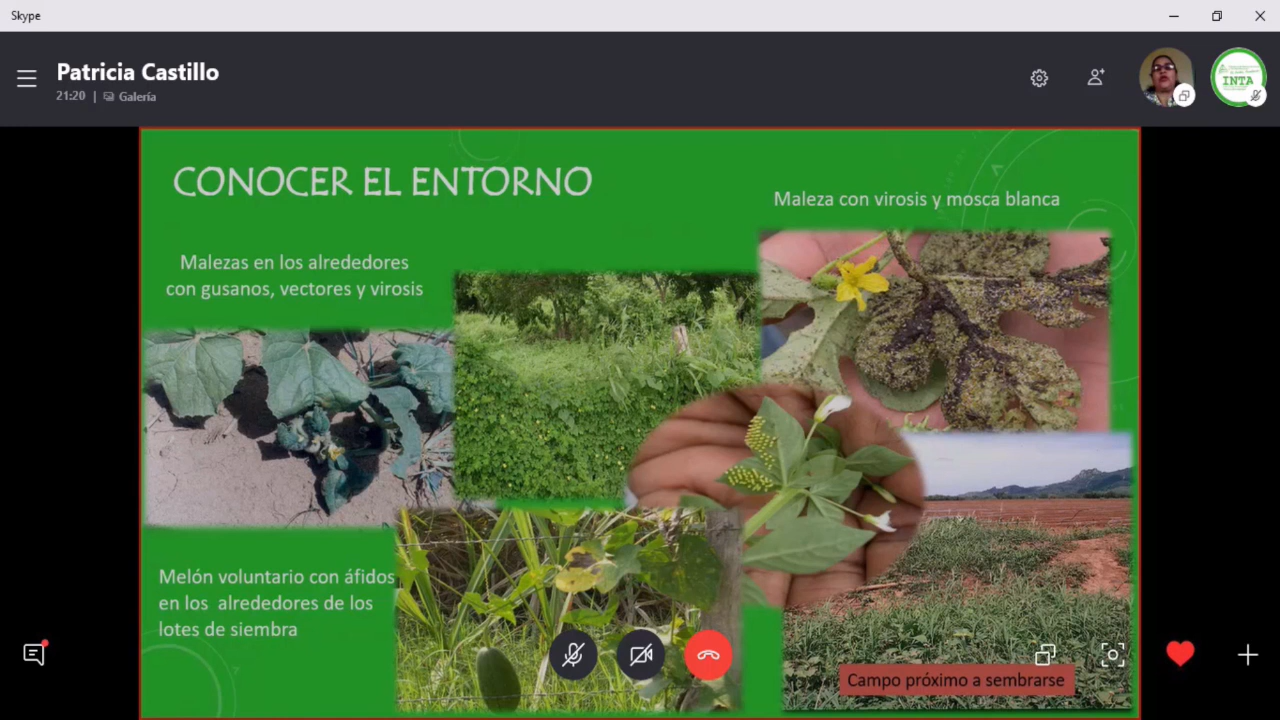 Skype
Patricia Castillo
21:20 | Galería
INTA
CONOCER EL ENTORNO
Maleza con virosis y mosca blanca
Malezas en los alrededores
con gusanos, vectores y virosis
Melón voluntario con áfidos
en los alrededores de los
lotes de siembra
Campo próximo a sembrarse